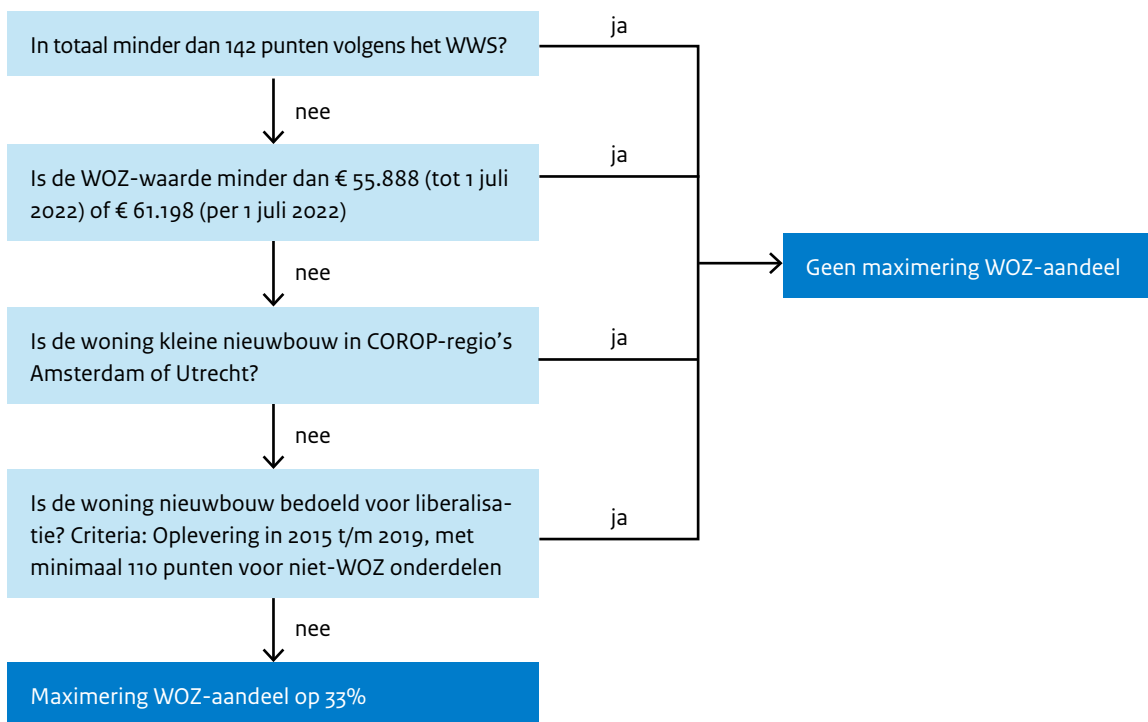 In totaal minder dan 142 punten volgens het WWS?
ja
nee
Is de WOZ-waarde minder dan € 55.888 (tot 1 juli
2022) of € 61.198 (per 1 juli 2022)
ja
nee
Geen maximering WOZ-aandeel
Is de woning kleine nieuwbouw in COROP-regio's
Amsterdam of Utrecht?
ja
nee
Is de woning nieuwbouw bedoeld voor liberalisa-
tie? Criteria: Oplevering in 2015 t/m 2019, met
minimaal 110 punten voor niet-WOZ onderdelen
ja
nee
Maximering WOZ-aandeel op 33%